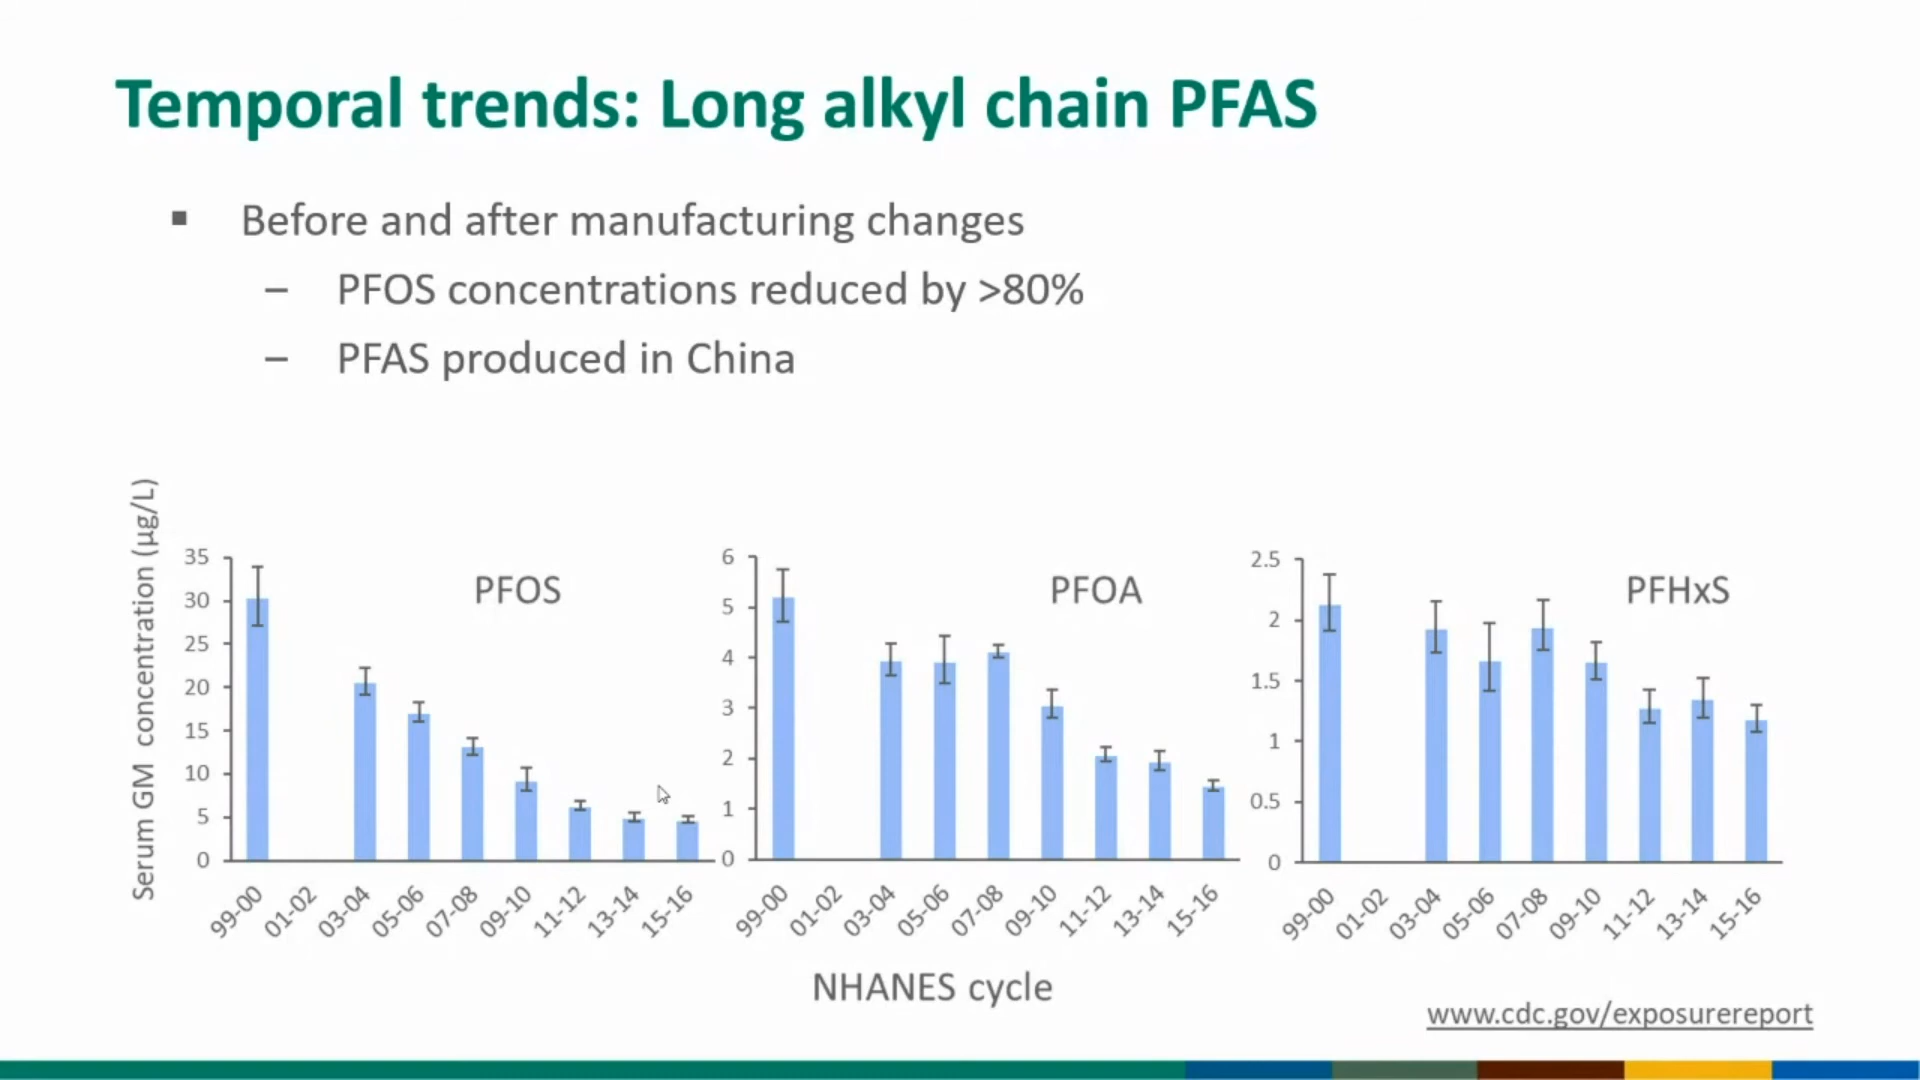 Temporal trends: Long alkyl chain PFAS
▪ Before and after manufacturing changes
– PFOS concentrations reduced by >80%
– PFAS produced in China
Serum GM concentration (µg/L)
PFOS
35
30
25
20
15
10
5
0
99-00 01-02 03-04 05-06 07-08 09-10 11-12 13-14 15-16
PFOA
6
5
4
3
2
1
0
99-00 01-02 03-04 05-06 07-08 09-10 11-12 13-14 15-16
PFHxS
2.5
2
1.5
1
0.5
0
99-00 01-02 03-04 05-06 07-08 09-10 11-12 13-14 15-16
NHANES cycle
www.cdc.gov/exposurereport